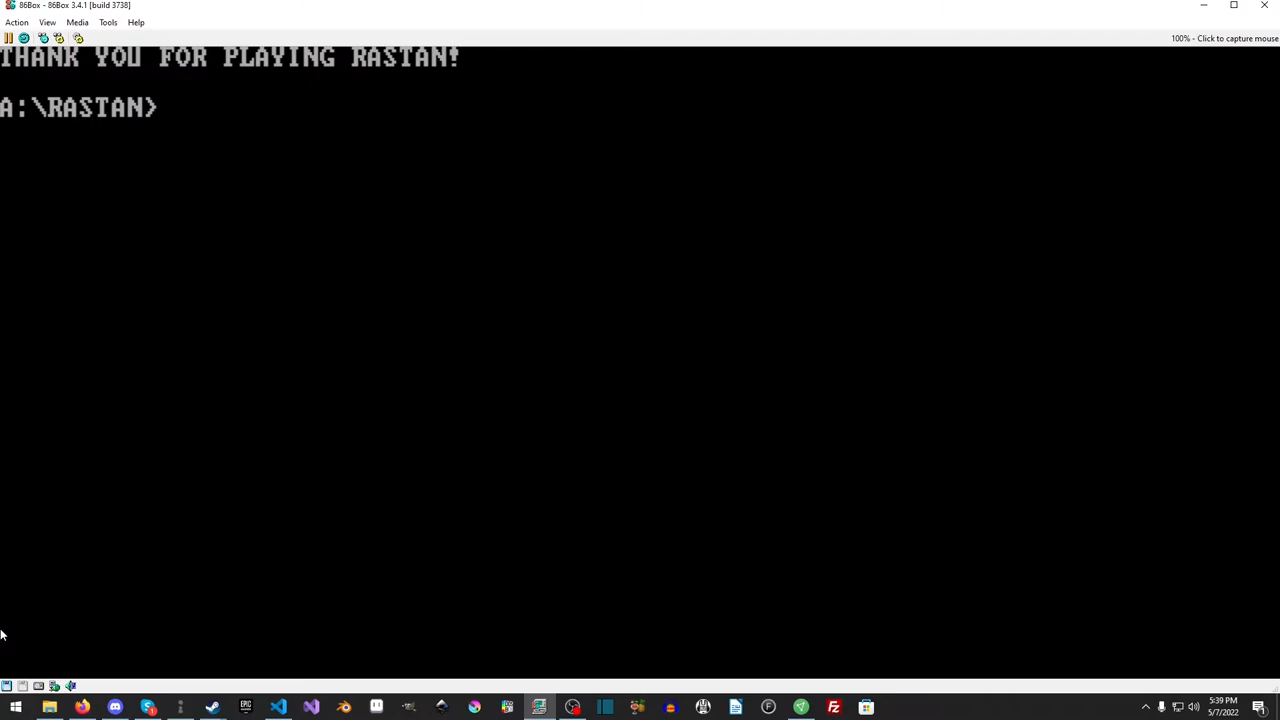 86Box - 86Box 3.4.1 [build 3738]
Action View Media Tools Help
100% - Click to capture mouse
THANK YOU FOR PLAYING RASTAN!
A:\RASTAN>
EPIC
5:39 PM
5/7/2022